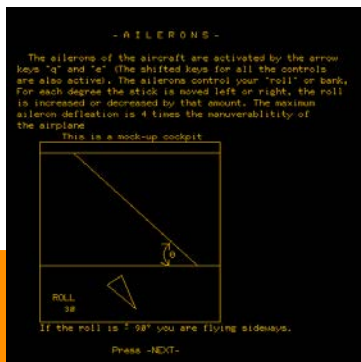 - A I L E R O N S -
The ailerons of the aircraft are activated by the arrow
keys "q" and "e" (The shifted keys for all the controls
are also active). The ailerons control your "roll" or bank.
For each degree the stick is moved left or right, the roll
is increased or decreased by that amount. The maximum
aileron defleation is 4 times the manuverablitity of
the airplane
This is a mock-up cockpit
θ
ROLL
30
If the roll is 90° you are flying sideways.
Press -NEXT-